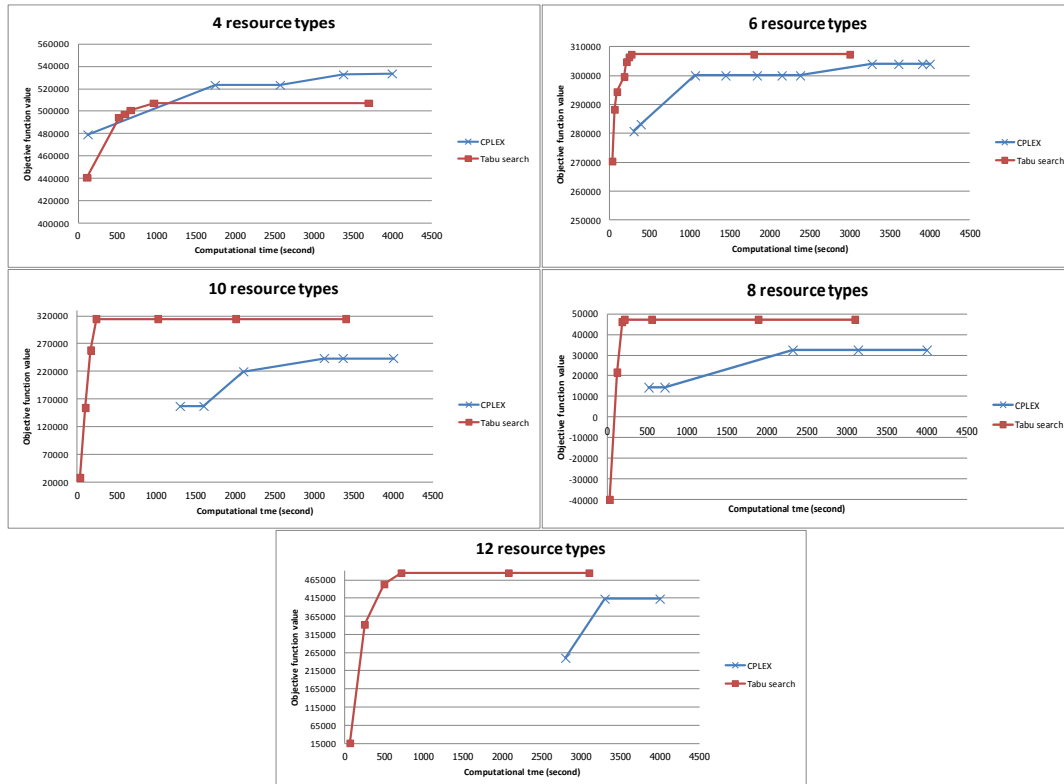 4 resource types
Objective function value
560000
540000
520000
500000
480000
460000
440000
420000
400000
0 500 1000 1500 2000 2500 3000 3500 4000 4500
Computational time (second)
CPLEX
Tabu search
6 resource types
Objective function value
310000
300000
290000
280000
270000
260000
250000
0 500 1000 1500 2000 2500 3000 3500 4000 4500
Computational time (second)
CPLEX
Tabu search
10 resource types
Objective function value
320000
270000
220000
170000
120000
70000
20000
0 500 1000 1500 2000 2500 3000 3500 4000 4500
Computational tme (second)
CPLEX
Tabu search
8 resource types
Objective function value
50000
40000
30000
20000
10000
0
-10000
-20000
-30000
-40000
0 500 1000 1500 2000 2500 3000 3500 4000 4500
Computational time (second)
CPLEX
Tabu search
12 resource types
Objective function value
465000
415000
365000
315000
265000
215000
165000
115000
65000
15000
0 500 1000 1500 2000 2500 3000 3500 4000 4500
Computational time (second)
CPLEX
Tabu search